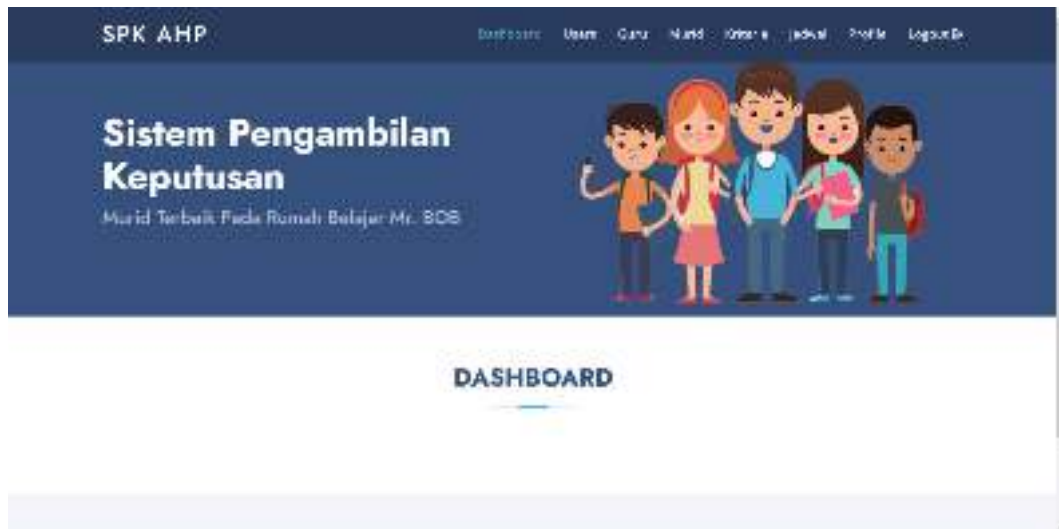 SPK AHP
Dashboard Users Guru Murid Kriteria Jadwal Profile Logout
Sistem Pengambilan
Keputusan
Murid Terbaik Pada Rumah Belajar Mr. BOB
DASHBOARD